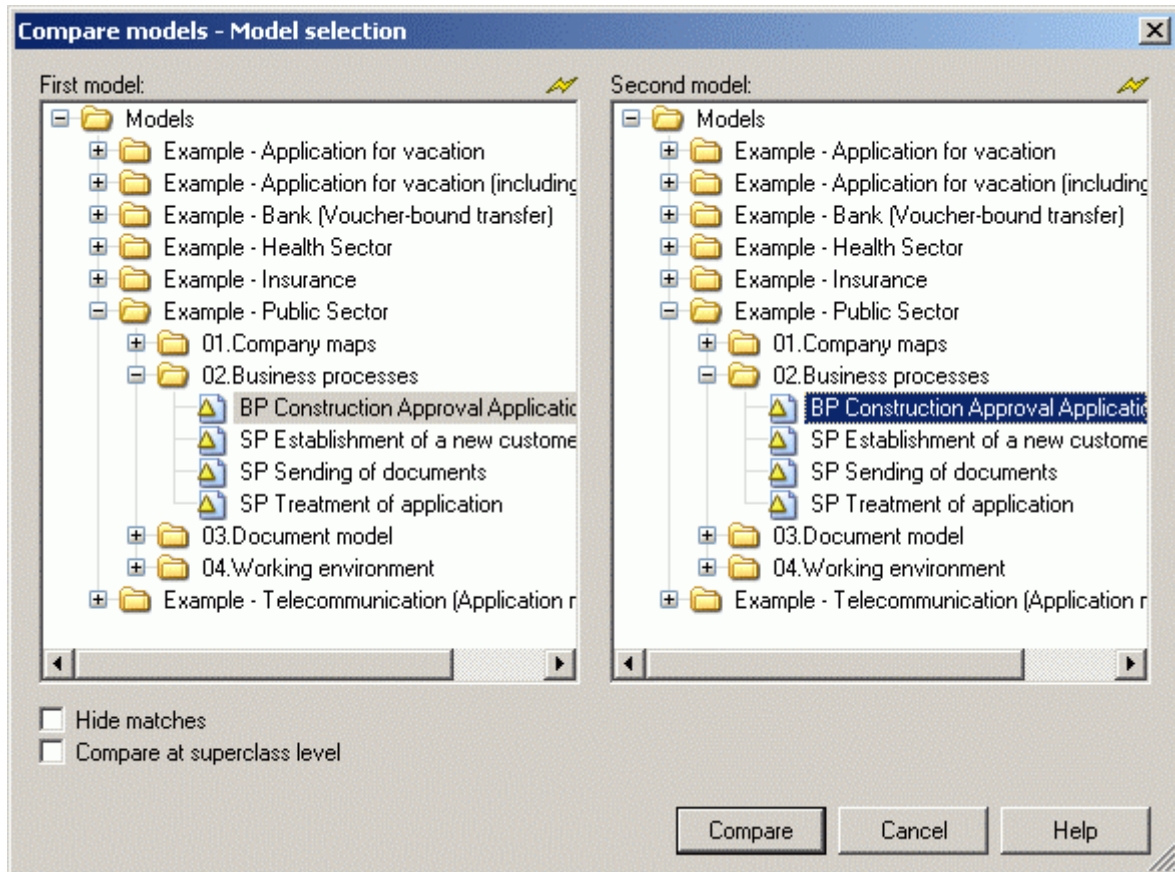 Compare models - Model selection
First model:
Models
Example - Application for vacation
Example - Application for vacation (including
Example - Bank (Voucher-bound transfer)
Example - Health Sector
Example - Insurance
Example - Public Sector
01.Company maps
02.Business processes
BP Construction Approval Applicatio
SP Establishment of a new custome
SP Sending of documents
SP Treatment of application
03.Document model
04.Working environment
Example - Telecommunication (Application r
Second model:
Models
Example - Application for vacation
Example - Application for vacation (including
Example - Bank (Voucher-bound transfer)
Example - Health Sector
Example - Insurance
Example - Public Sector
01.Company maps
02.Business processes
BP Construction Approval Applicatio
SP Establishment of a new custome
SP Sending of documents
SP Treatment of application
03.Document model
04.Working environment
Example - Telecommunication (Application r
Hide matches
Compare at superclass level
Compare
Cancel
Help